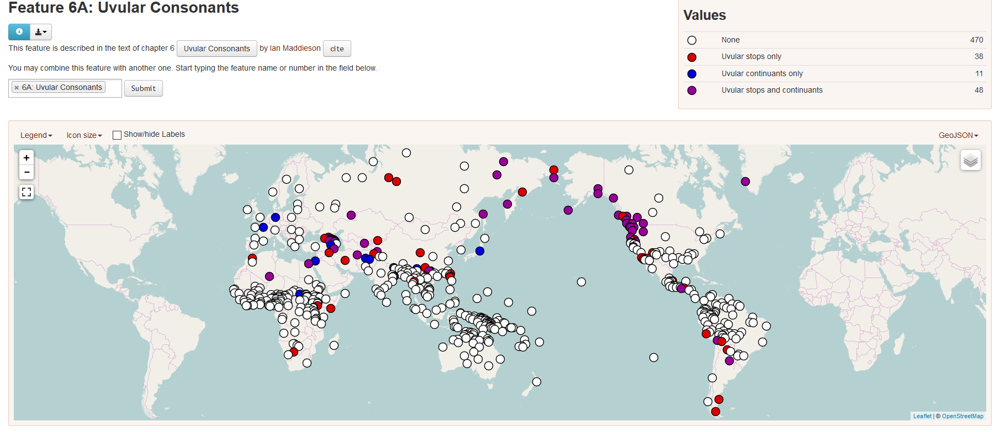 Feature 6A: Uvular Consonants
This feature is described in the text of chapter 6 Uvular Consonants by Ian Maddieson cite
You may combine this feature with another one. Start typing the feature name or number in the field below.
× 6A: Uvular Consonants Submit
Values
None 470
Uvular stops only 38
Uvular continuants only 11
Uvular stops and continuants 48
Legend Icon size Show/hide Labels GeoJSON
+
−
Leaflet | © OpenStreetMap